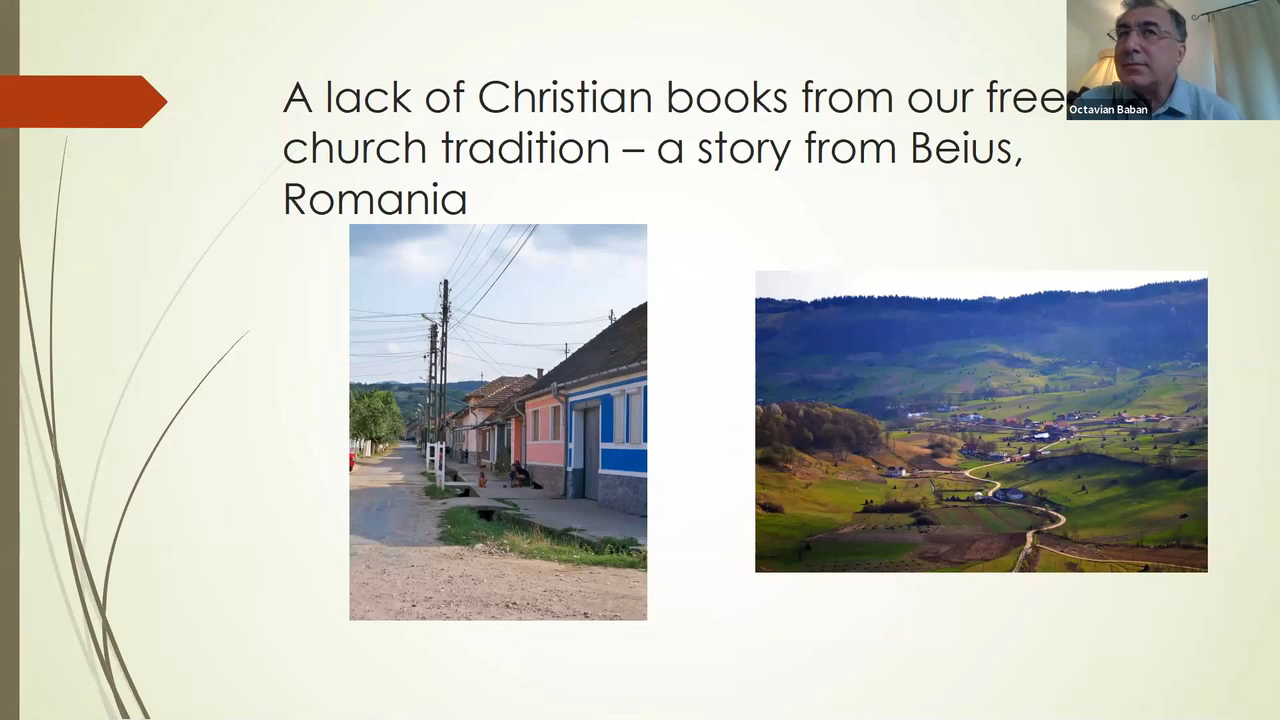 A lack of Christian books from our free
church tradition – a story from Beius,
Romania
Octavian Baban